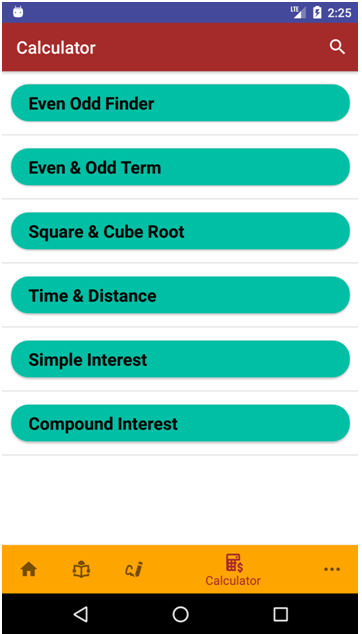 LTE 2:25
Calculator
Even Odd Finder
Even & Odd Term
Square & Cube Root
Time & Distance
Simple Interest
Compound Interest
Calculator